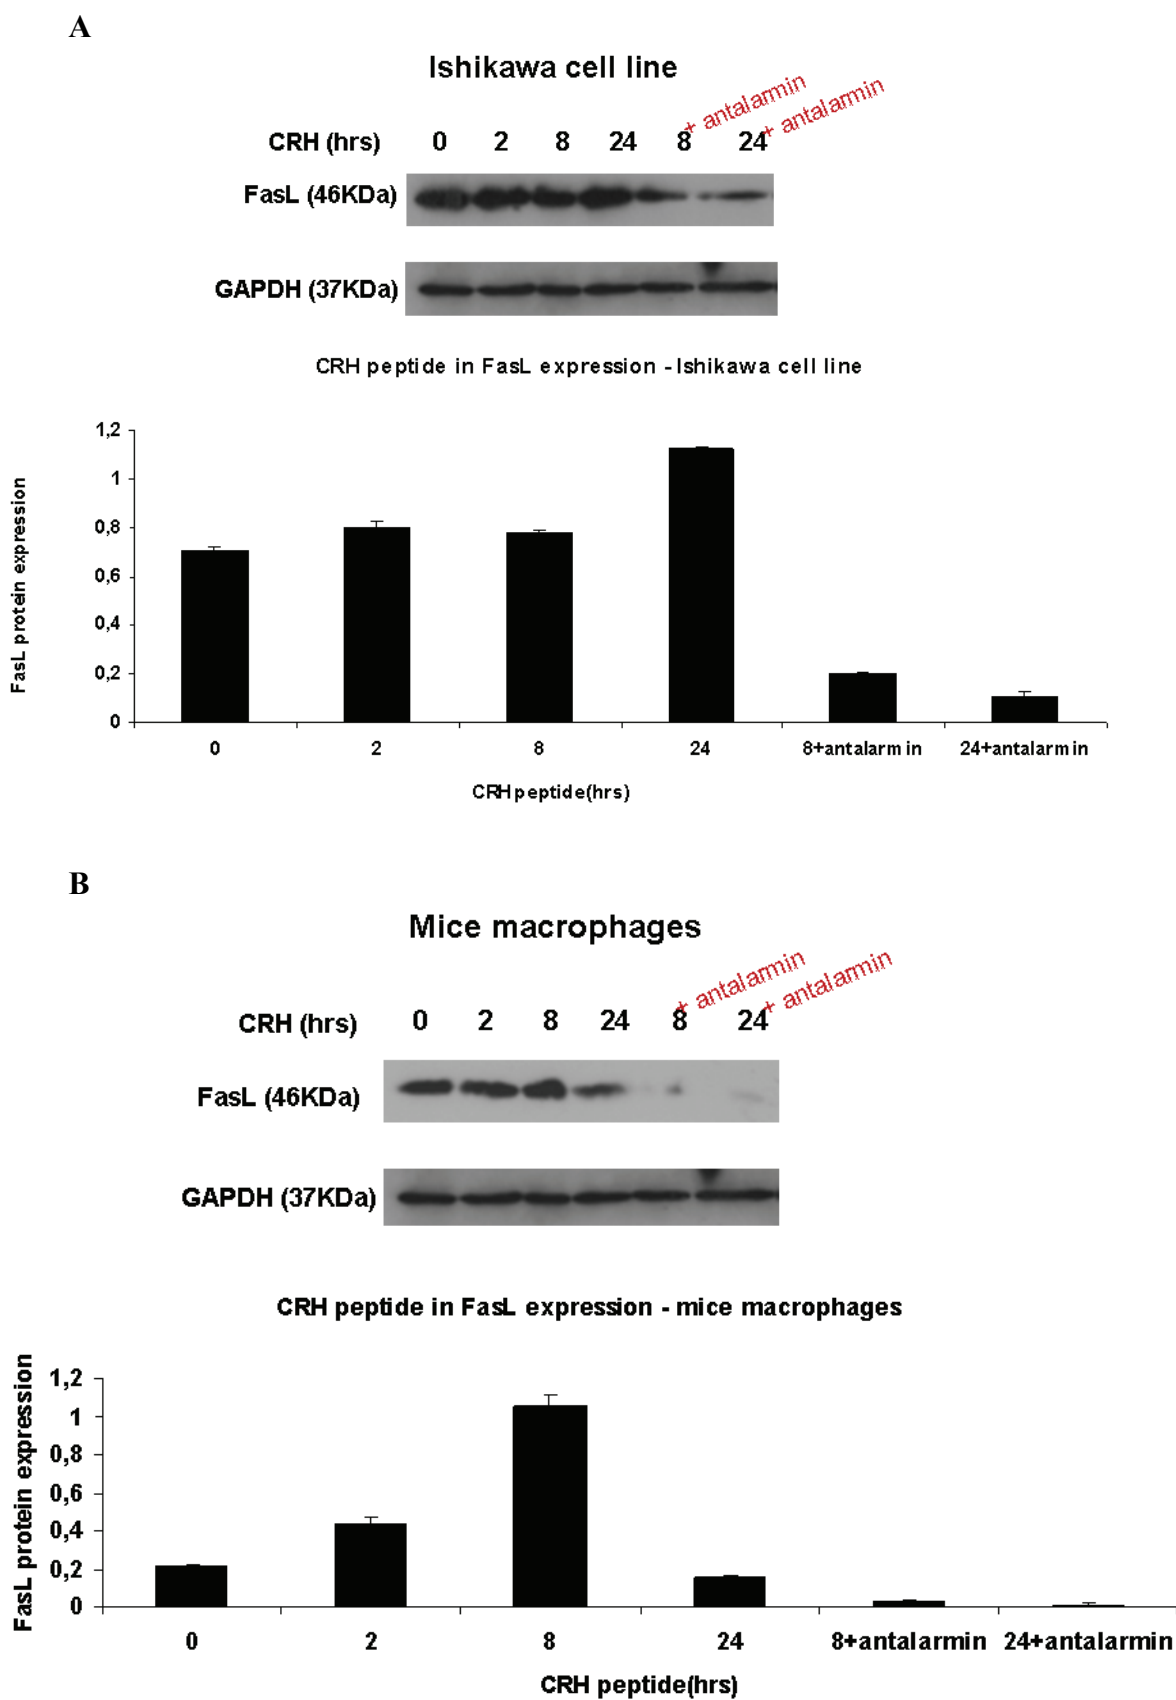 A
Ishikawa cell line
+ antalarmin
+ antalarmin
CRH (hrs) 0 2 8 24 8 24
FasL (46KDa)
GAPDH (37KDa)
CRH peptide in FasL expression - Ishikawa cell line
FasL protein expression
1,2
1
0,8
0,6
0,4
0,2
0
0 2 8 24 8+antalarmin 24+antalarmin
CRH peptide(hrs)
B
Mice macrophages
+ antalarmin
+ antalarmin
CRH (hrs) 0 2 8 24 8 24
FasL (46KDa)
GAPDH (37KDa)
CRH peptide in FasL expression - mice macrophages
FasL protein expression
1,2
1
0,8
0,6
0,4
0,2
0
0 2 8 24 8+antalarmin 24+antalarmin
CRH peptide(hrs)